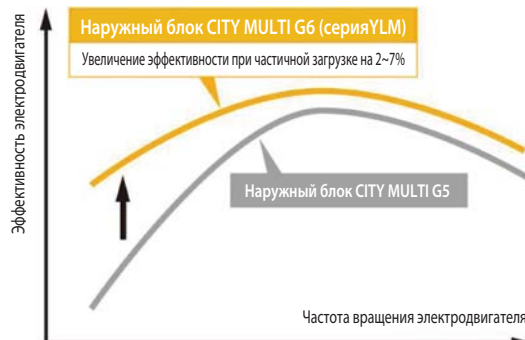 Эффективность электродвигателя
Наружный блок CITY MULTI G6 (серияYLM)
Увеличение эффективности при частичной загрузке на 2~7%
Наружный блок CITY MULTI G5
Частота вращения электродвигателя